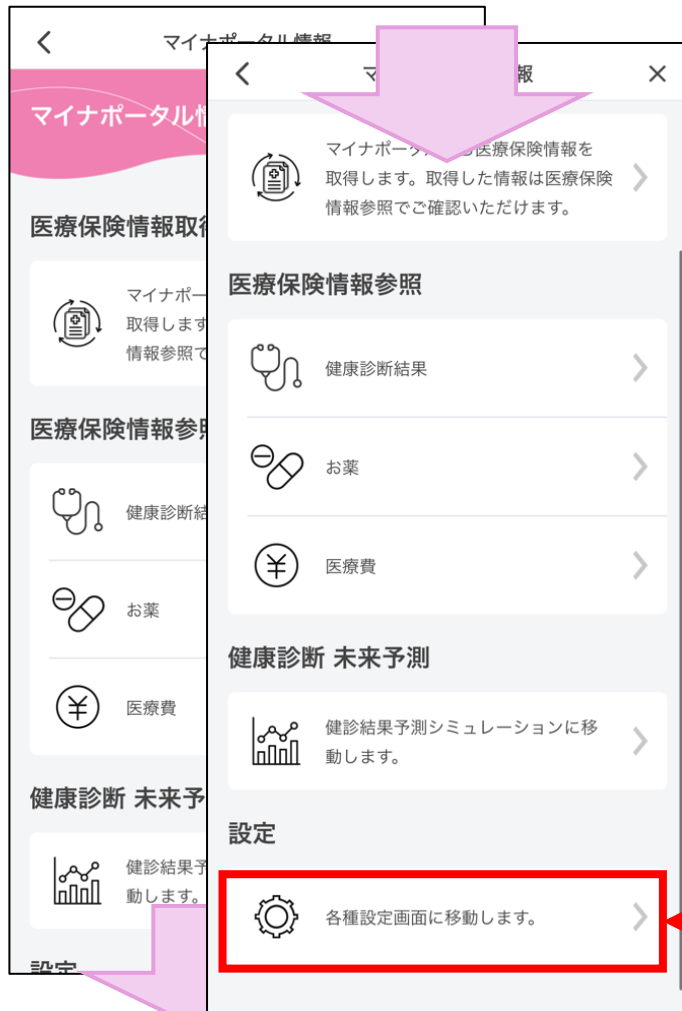 マイナポータル情報
マイナポータル情
医療保険情報取得
マイナポー
取得します
情報参照で
医療保険情報参照
健康診断結
お薬
医療費
健康診断 未来予
健診結果予
動します。
設定
マ
報
マイナポータ
医療保険情報を
取得します。取得した情報は医療保険
情報参照でご確認いただけます。
医療保険情報参照
健康診断結果
お薬
医療費
健康診断 未来予測
健診結果予測シミュレーションに移
動します。
設定
各種設定画面に移動します。